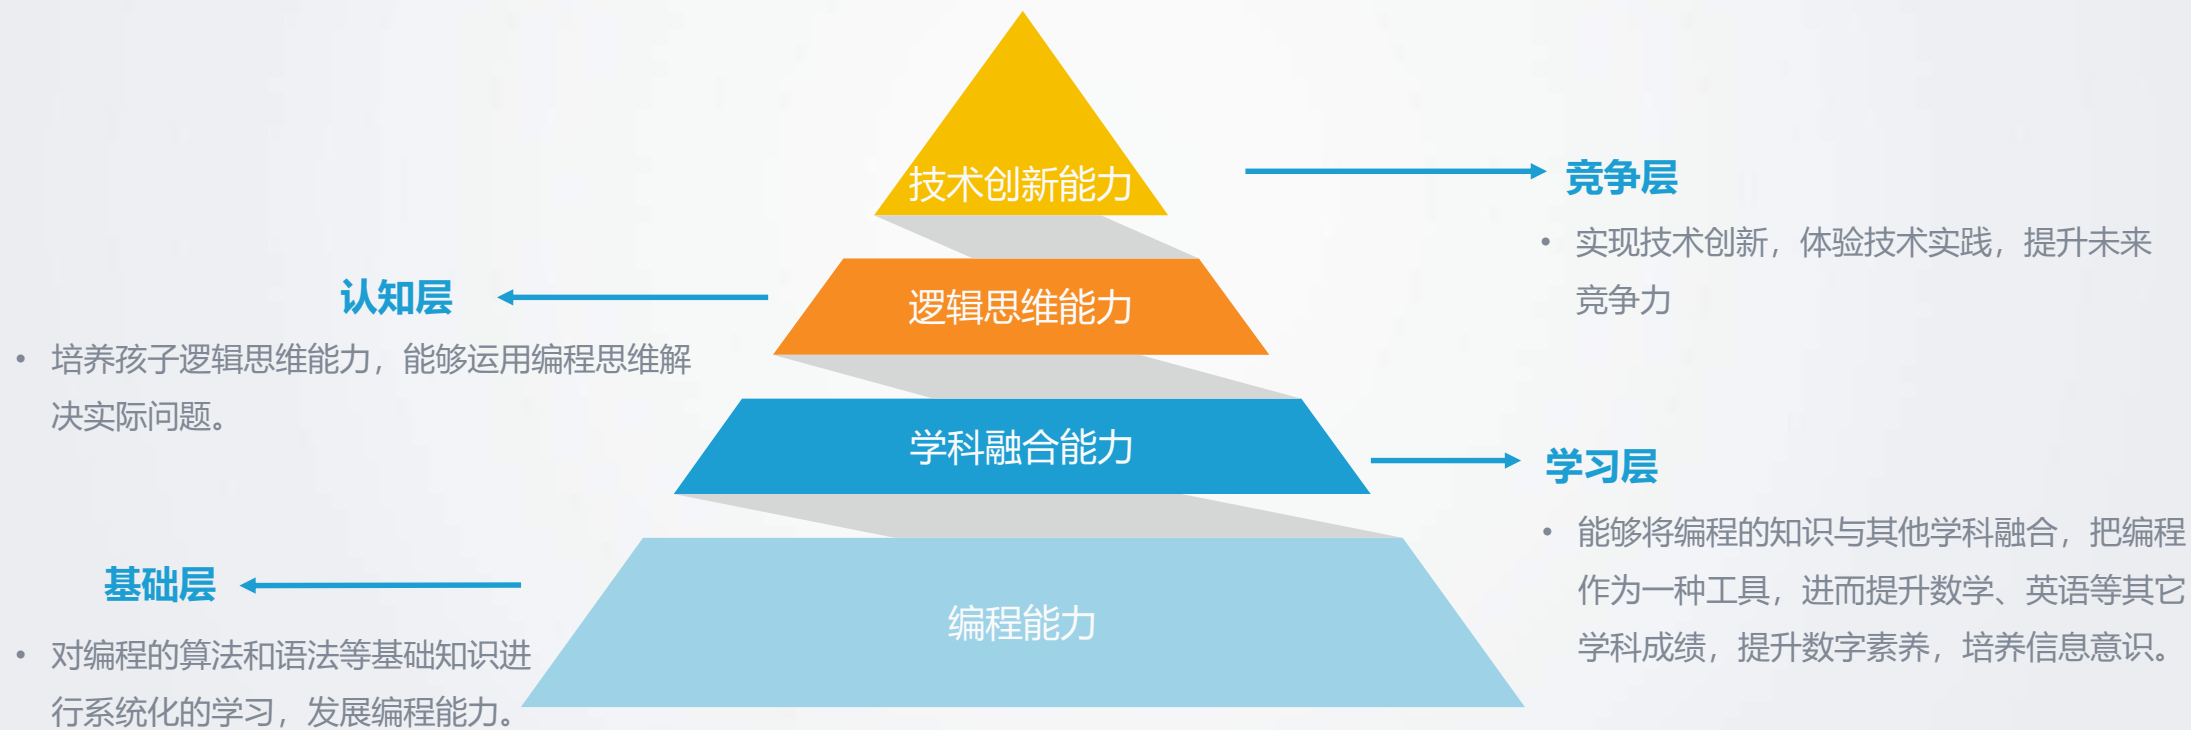 技术创新能力
竞争层
• 实现技术创新，体验技术实践，提升未来
竞争力
逻辑思维能力
认知层
• 培养孩子逻辑思维能力，能够运用编程思维解
决实际问题。
学科融合能力
学习层
• 能够将编程的知识与其他学科融合，把编程
作为一种工具，进而提升数学、英语等其它
学科成绩，提升数字素养，培养信息意识。
编程能力
基础层
• 对编程的算法和语法等基础知识进
行系统化的学习，发展编程能力。